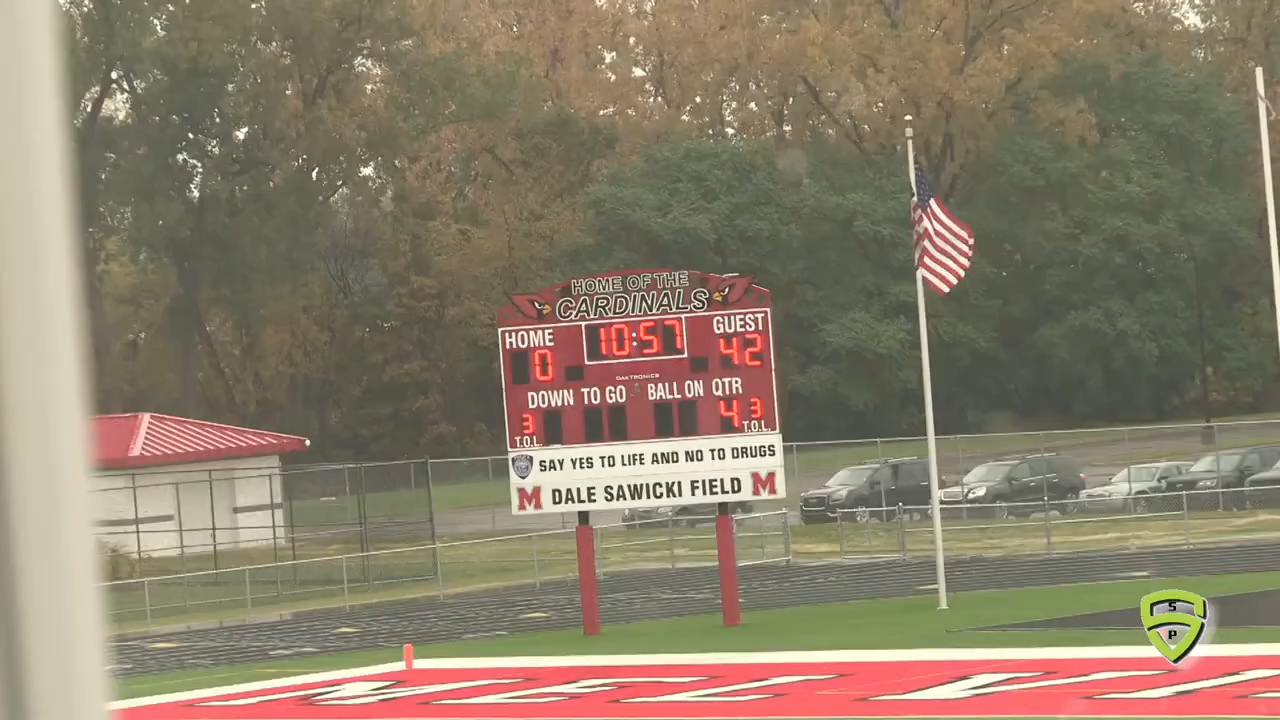 HOME OF THE
CARDINALS
HOME 10:57 GUEST
0 42
DAKTRONICS
DOWN TO GO BALL ON QTR
3 4 3
T.O.L. T.O.L.
SAY YES TO LIFE AND NO TO DRUGS
M DALE SAWICKI FIELD M
S
P
MELVI